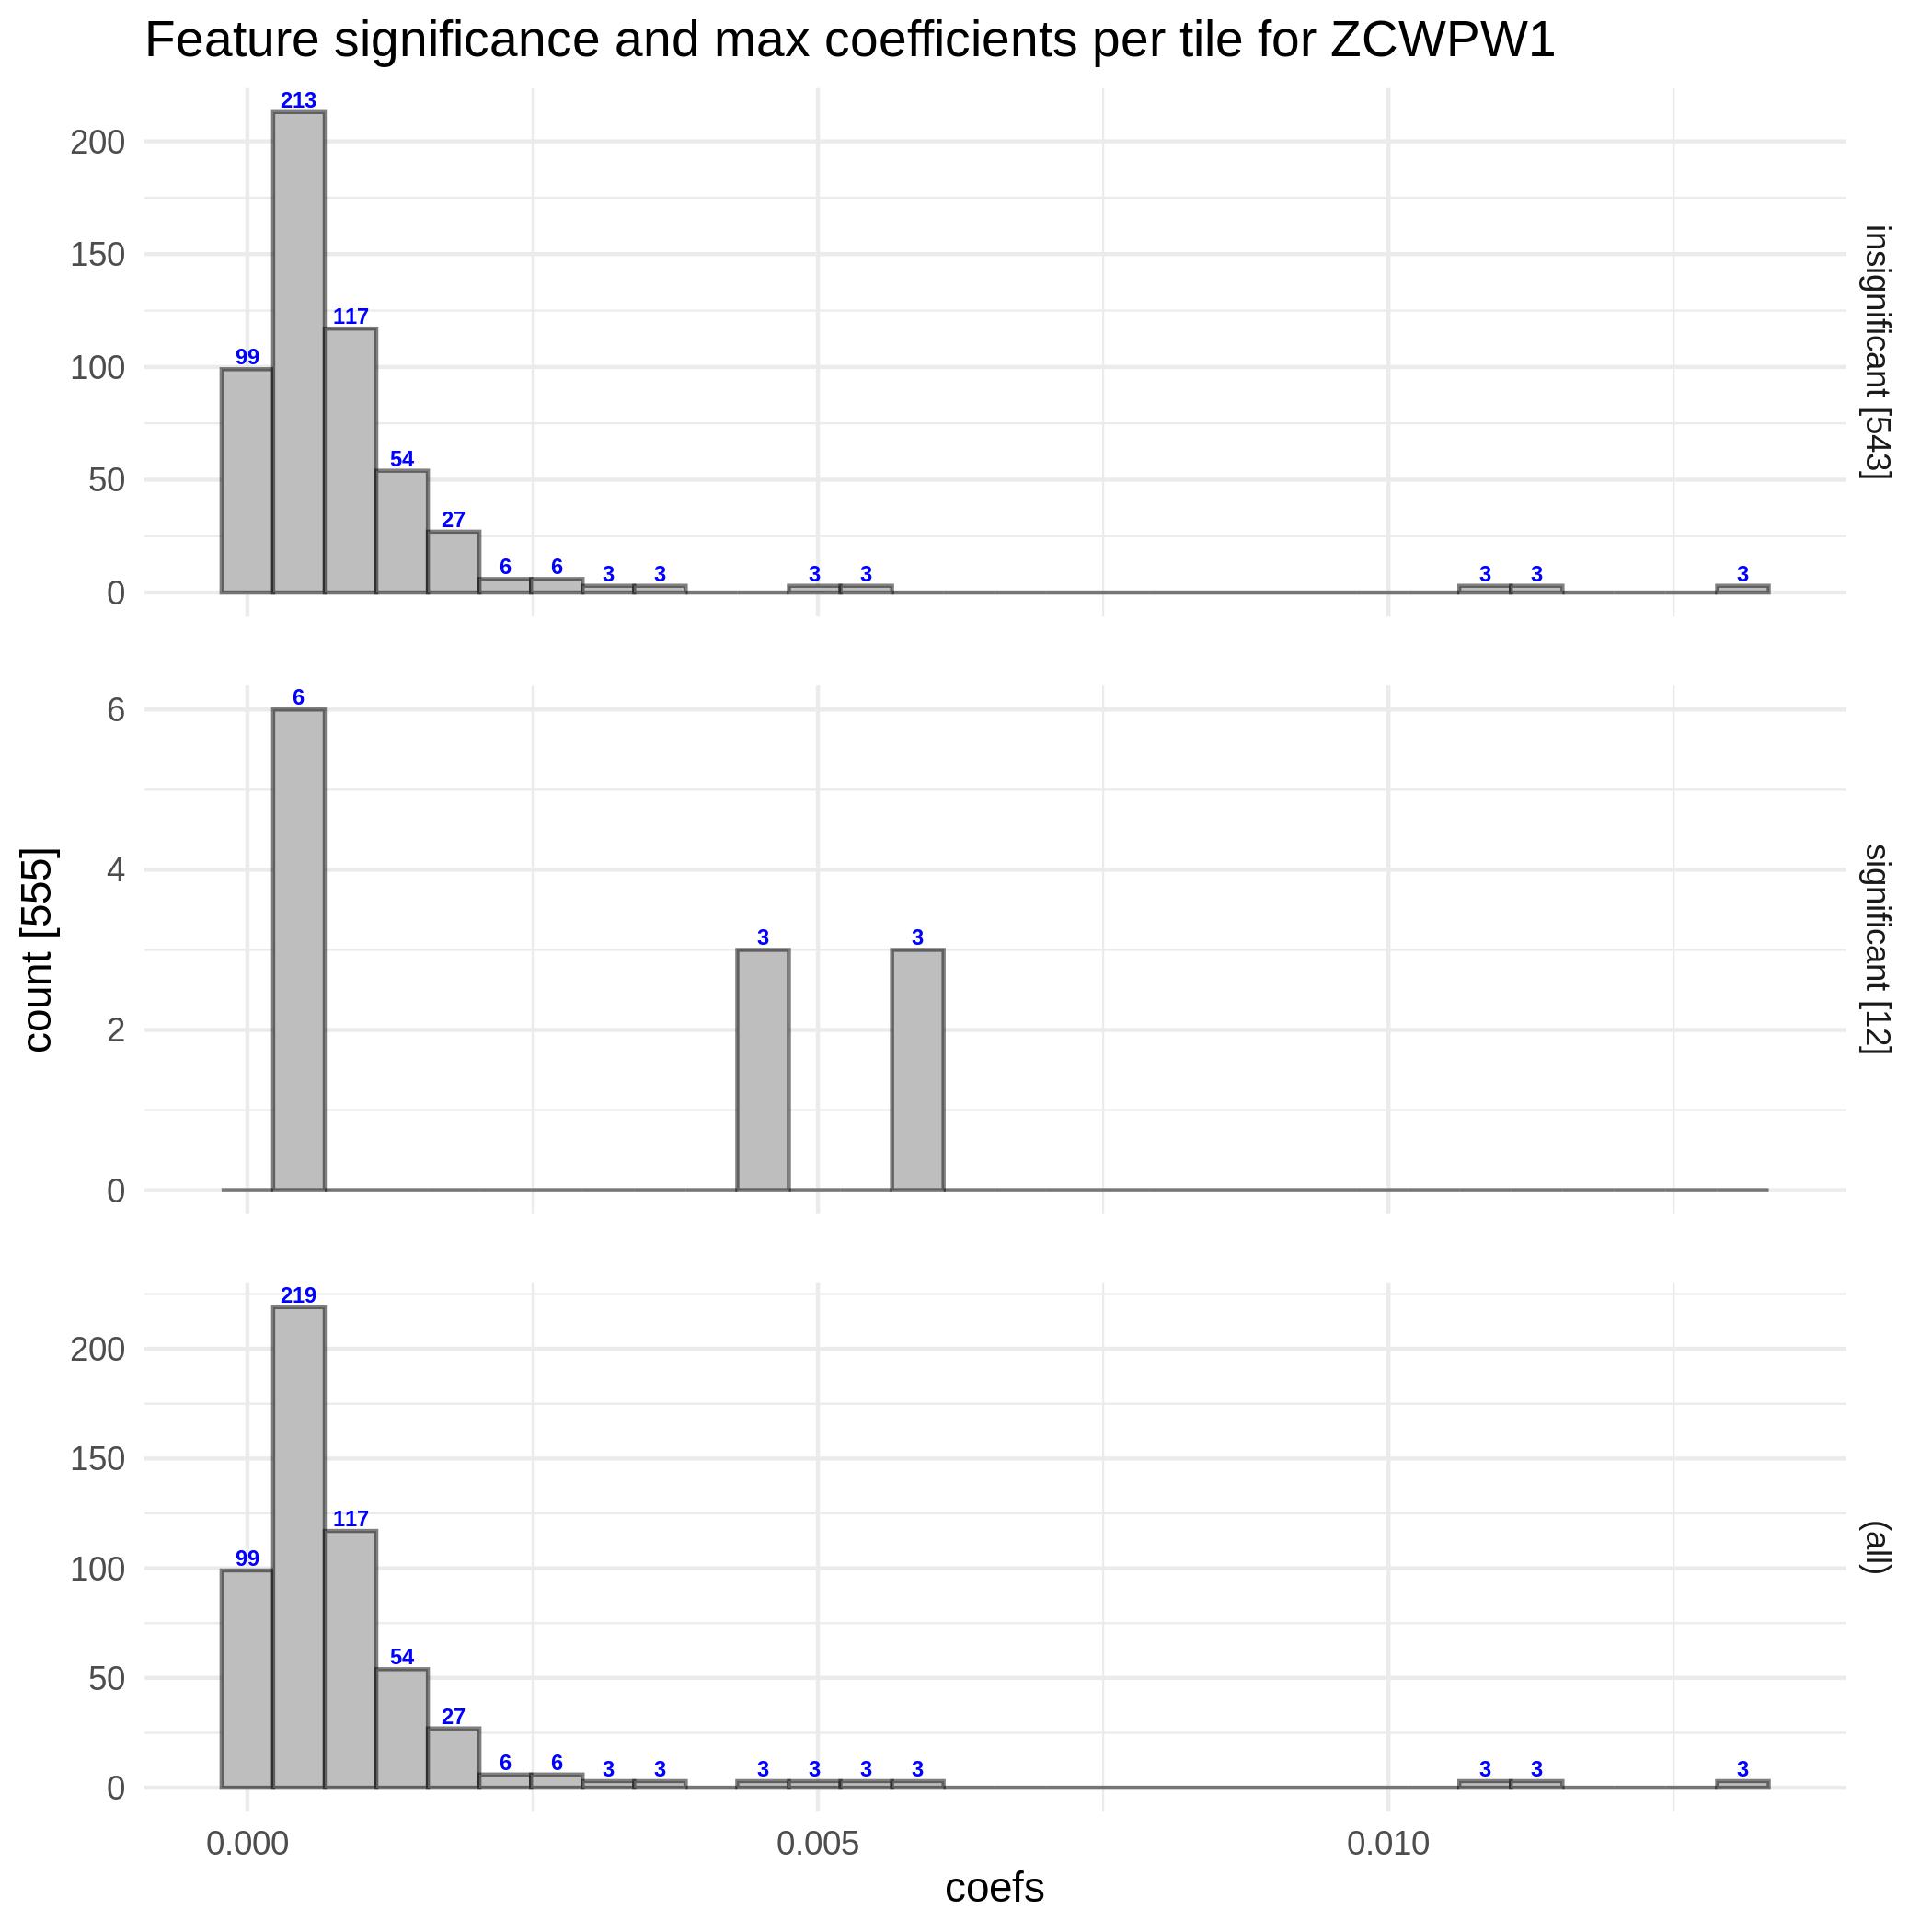 Feature significance and max coefficients per tile for ZCWPW1
213
200
150
117
99
100
54
50
27
6 6 3 3 3 3 3 3 3
0
insignificant [543]
6
6
4
3 3
2
0
significant [12]
count [555]
219
200
150
117
99
100
54
50
27
6 6 3 3 3 3 3 3 3 3 3
0
(all)
0.000 0.005 0.010
coefs